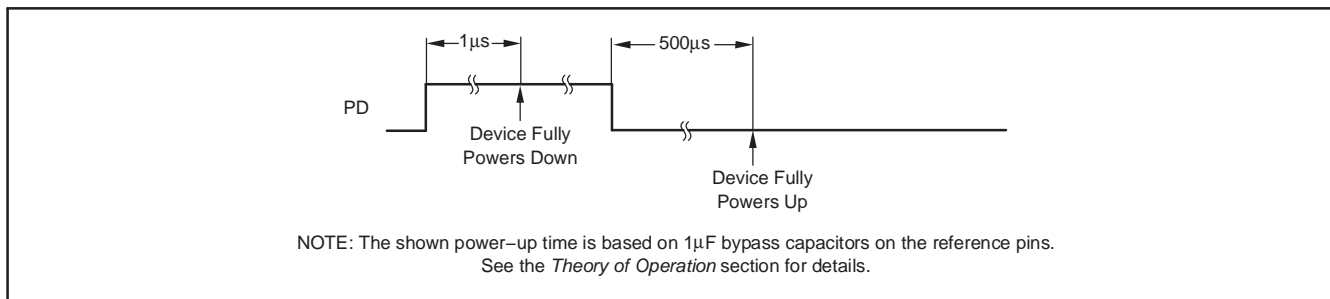 1μs
500μs
PD
Device Fully
Powers Down
Device Fully
Powers Up
NOTE: The shown power−up time is based on 1μF bypass capacitors on the reference pins.
See the Theory of Operation section for details.